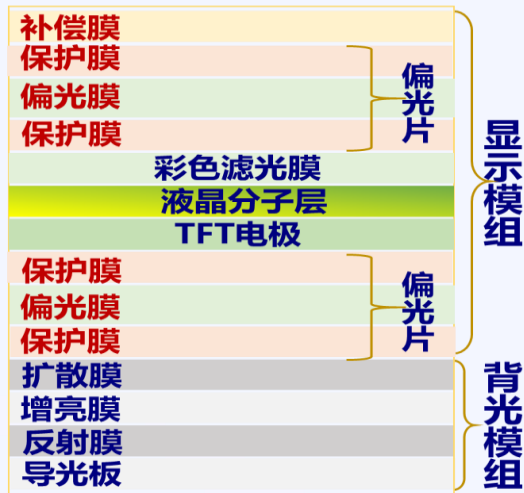 补偿膜
保护膜
偏光膜
保护膜
偏光片
彩色滤光膜
液晶分子层
TFT电极
保护膜
偏光膜
保护膜
偏光片
显示模组
扩散膜
增亮膜
反射膜
导光板
背光模组